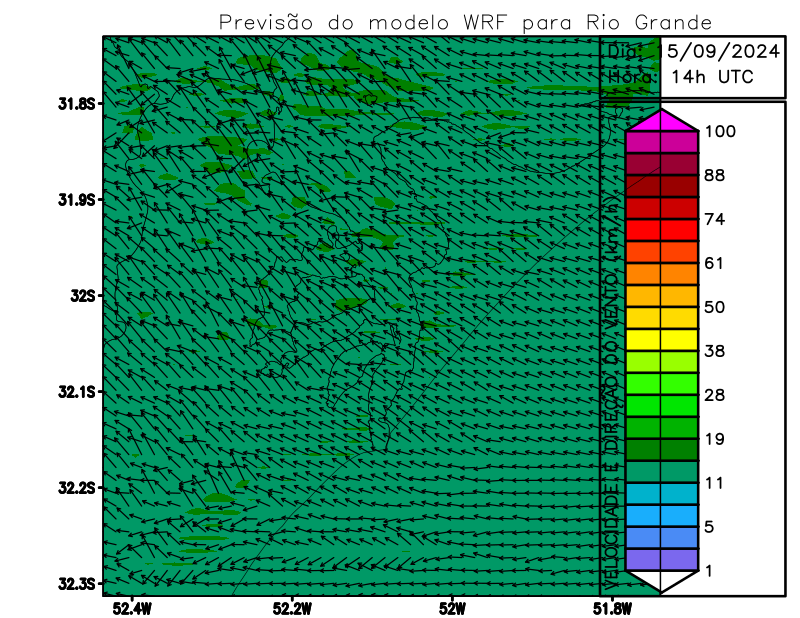 Previsão do modelo WRF para Rio Grande
Dia: 15/09/2024
Hora: 14h UTC
31.8S
31.9S
32S
32.1S
32.2S
32.3S
52.4W
52.2W
52W
51.8W
VELOCIDADE E DIREÇÃO DO VENTO (km/h)
100
88
74
61
50
38
28
19
11
5
1